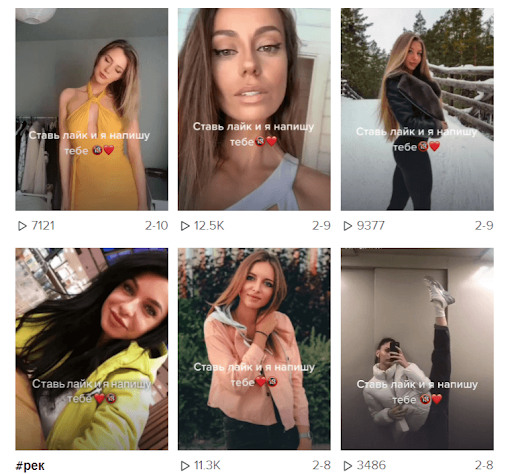 Ставь лайк и я напишу
тебе 🔞❤️
Ставь лайк и я напишу
тебе 🔞❤️
Ставь лайк и я напишу
тебе 🔞❤️
7121 2-10
12.5K 2-9
9377 2-9
Ставь лайк и я напишу
тебе ❤️🔞
Ставь лайк и я напишу
тебе ❤️🔞
Ставь лайк и я напишу
тебе 🔞❤️
#рек
11.3K 2-8
3486 2-8